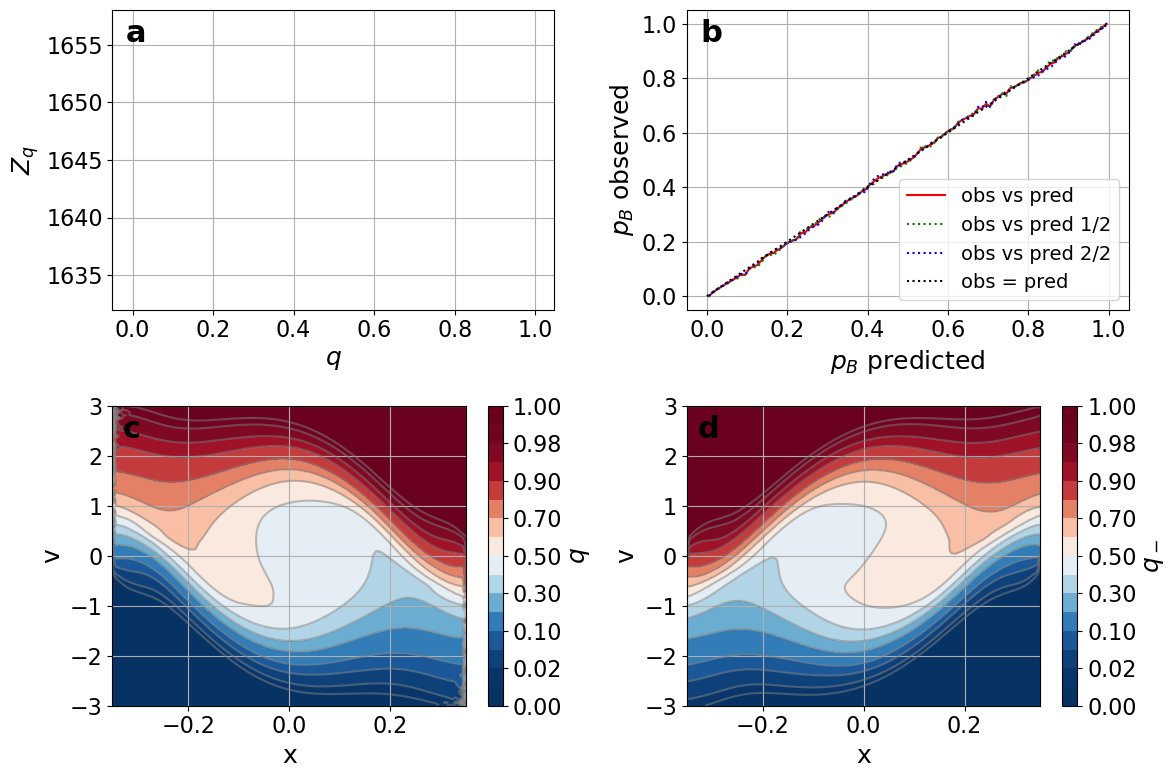 a
1655
1650
1645
1640
1635
Z_q
0.0 0.2 0.4 0.6 0.8 1.0
q
b
1.0
0.8
0.6
0.4
0.2
0.0
p_B observed
obs vs pred
obs vs pred 1/2
obs vs pred 2/2
obs = pred
0.0 0.2 0.4 0.6 0.8 1.0
p_B predicted
c
3
2
1
0
−1
−2
−3
v
−0.2 0.0 0.2
x
1.00
0.98
0.90
0.70
0.50
0.30
0.10
0.02
0.00
q
d
3
2
1
0
−1
−2
−3
v
−0.2 0.0 0.2
x
1.00
0.98
0.90
0.70
0.50
0.30
0.10
0.02
0.00
q_−